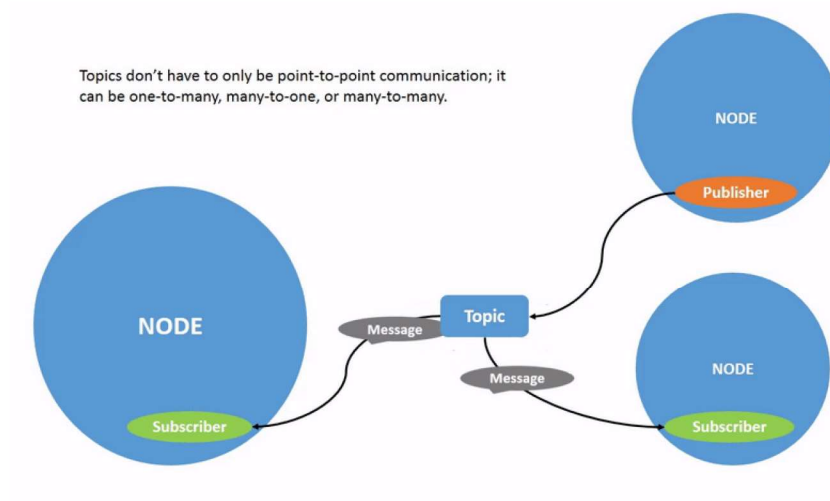 Topics don't have to only be point-to-point communication; it
can be one-to-many, many-to-one, or many-to-many.
NODE
Publisher
Topic
Message
NODE
Message
NODE
Subscriber
Subscriber